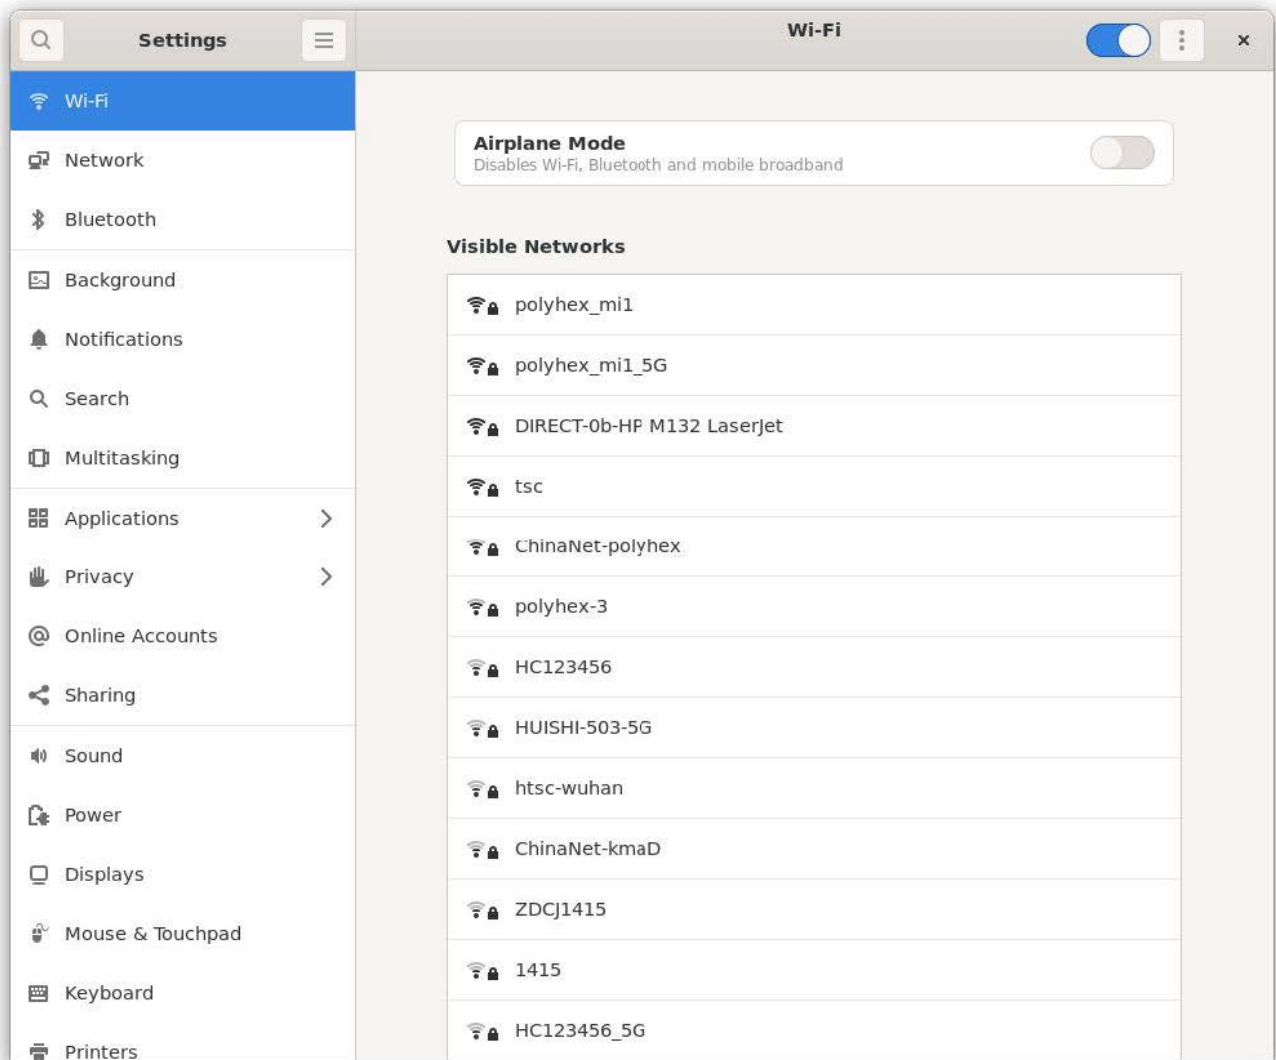 Settings
Wi-Fi
Wi-Fi
Network
Bluetooth
Background
Notifications
Search
Multitasking
Applications
Privacy
Online Accounts
Sharing
Sound
Power
Displays
Mouse & Touchpad
Keyboard
Printers
Airplane Mode
Disables Wi-Fi, Bluetooth and mobile broadband
Visible Networks
polyhex_mi1
polyhex_mi1_5G
DIRECT-0b-HP M132 LaserJet
tsc
ChinaNet-polyhex
polyhex-3
HC123456
HUISHI-503-5G
htsc-wuhan
ChinaNet-kmaD
ZDCJ1415
1415
HC123456_5G